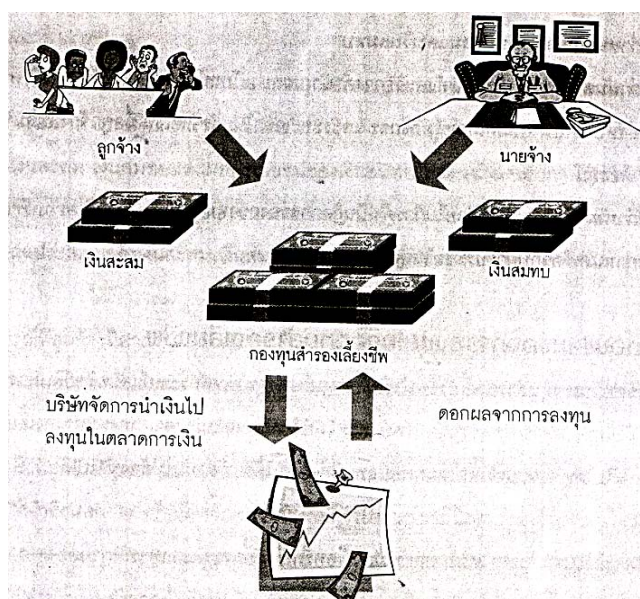 ลูกจ้าง
นายจ้าง
เงินสะสม
เงินสมทบ
กองทุนสำรองเลี้ยงชีพ
บริษัทจัดการนำเงินไป
ลงทุนในตลาดการเงิน
ดอกผลจากการลงทุน